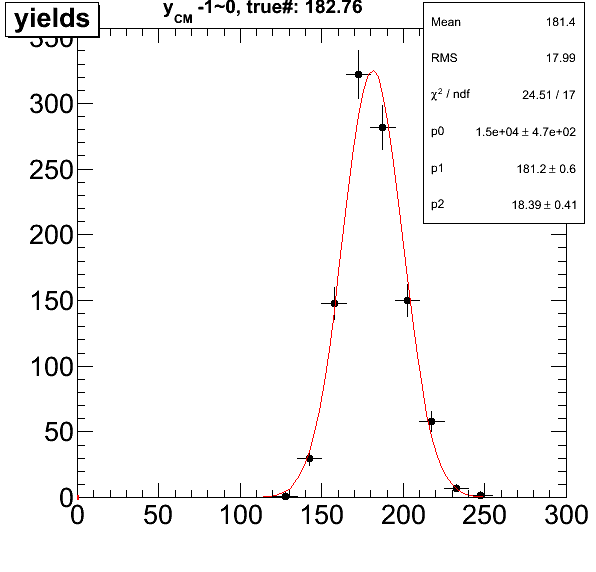 yields
y_CM -1~0, true#: 182.76
Mean 181.4
RMS 17.99
χ² / ndf 24.51 / 17
p0 1.5e+04 ± 4.7e+02
p1 181.2 ± 0.6
p2 18.39 ± 0.41
350
300
250
200
150
100
50
0
0 50 100 150 200 250 300